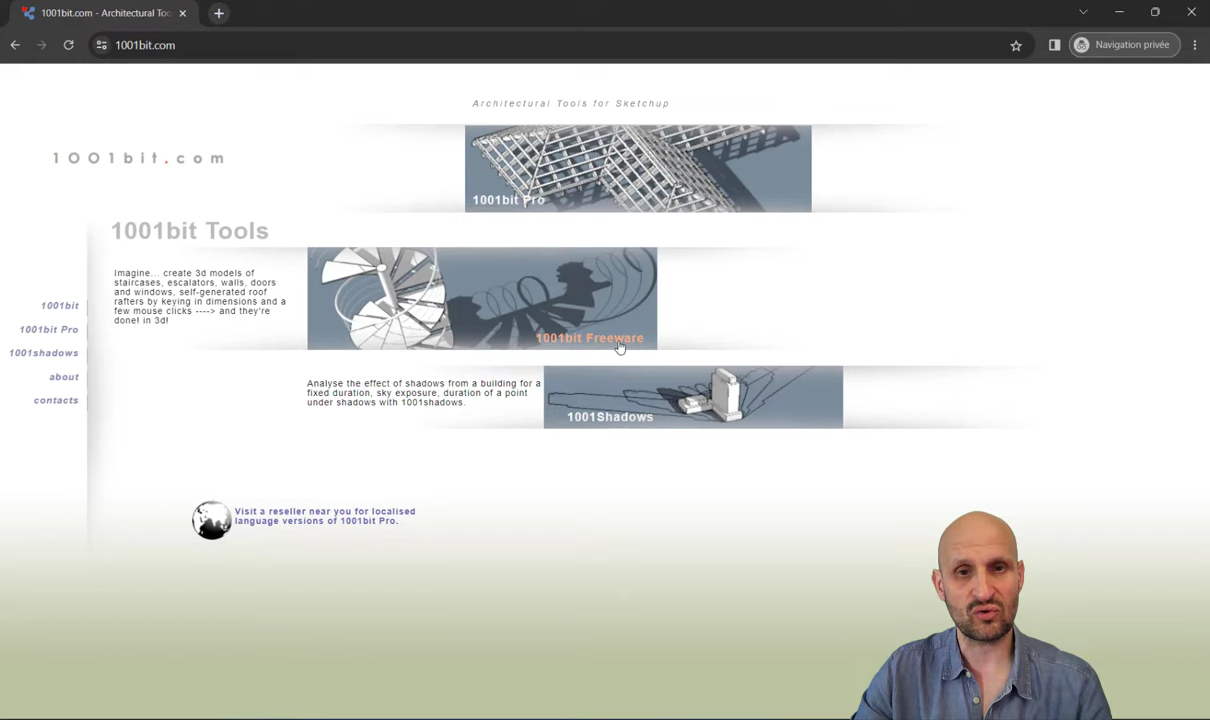 1001bit.com - Architectural Too
1001bit.com
Navigation privée
Architectural Tools for Sketchup
1001bit.com
1001bit Pro
1001bit Tools
Imagine... create 3d models of
staircases, escalators, walls, doors
and windows, self-generated roof
rafters by keying in dimensions and a
few mouse clicks ----> and they're
done! in 3d!
1001bit Freeware
1001bit
1001bit Pro
1001shadows
about
contacts
Analyse the effect of shadows from a building for a
fixed duration, sky exposure, duration of a point
under shadows with 1001shadows.
1001Shadows
Visit a reseller near you for localised
language versions of 1001bit Pro.